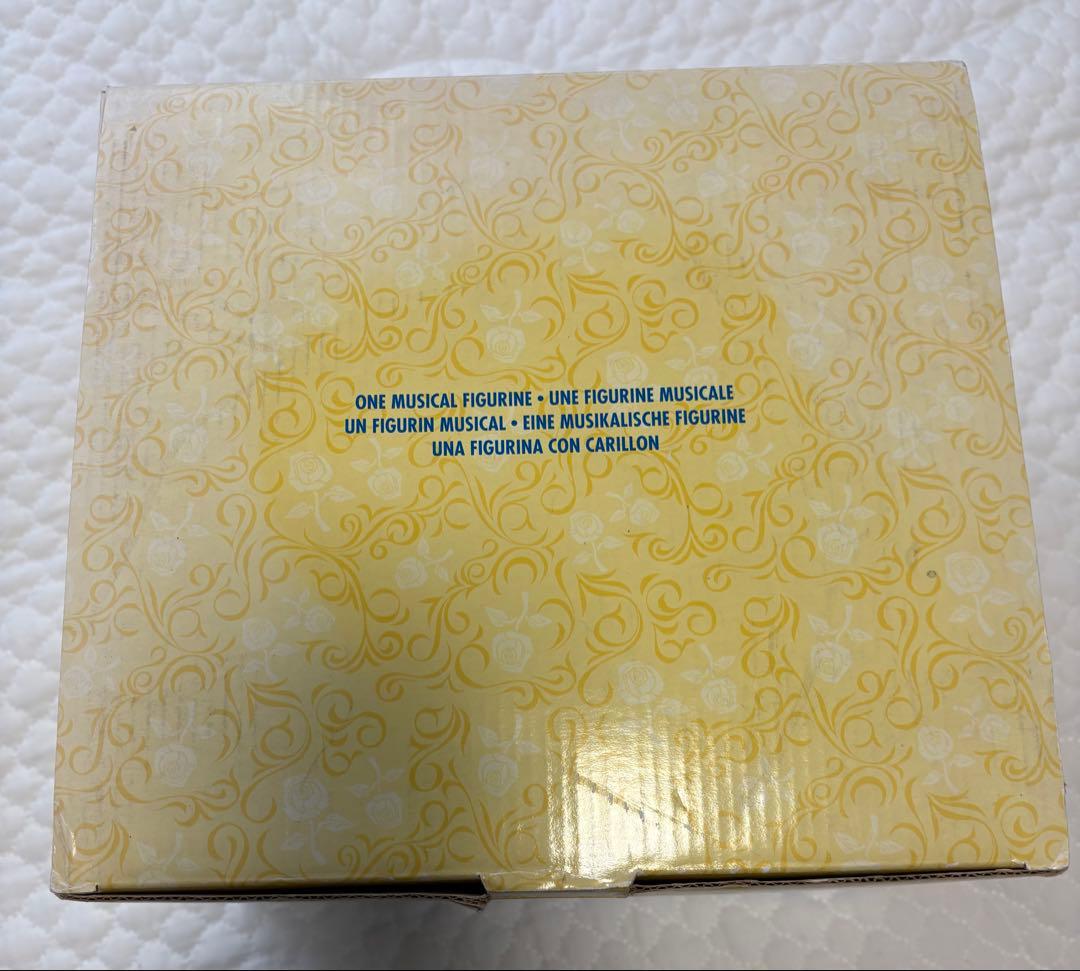 ONE MUSICAL FIGURINE • UNE FIGURINE MUSICALE
UN FIGURIN MUSICAL • EINE MUSIKALISCHE FIGURINE
UNA FIGURINA CON CARILLON